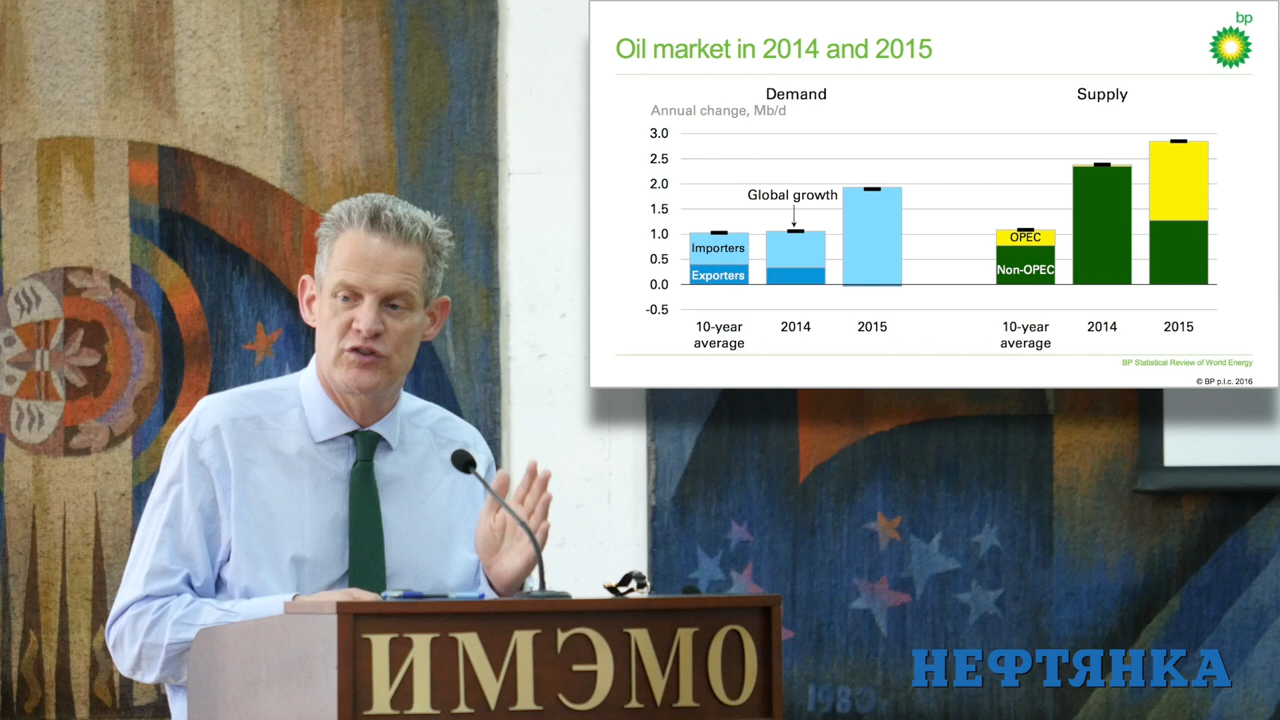 bp
Oil market in 2014 and 2015
Demand
Supply
Annual change, Mb/d
3.0
2.5
2.0
1.5
1.0
0.5
0.0
-0.5
Global growth
Importers
Exporters
OPEC
Non-OPEC
10-year
average
2014
2015
10-year
average
2014
2015
BP Statistical Review of World Energy
© BP p.l.c. 2016
ИМЭМО
НЕФТЯНКА